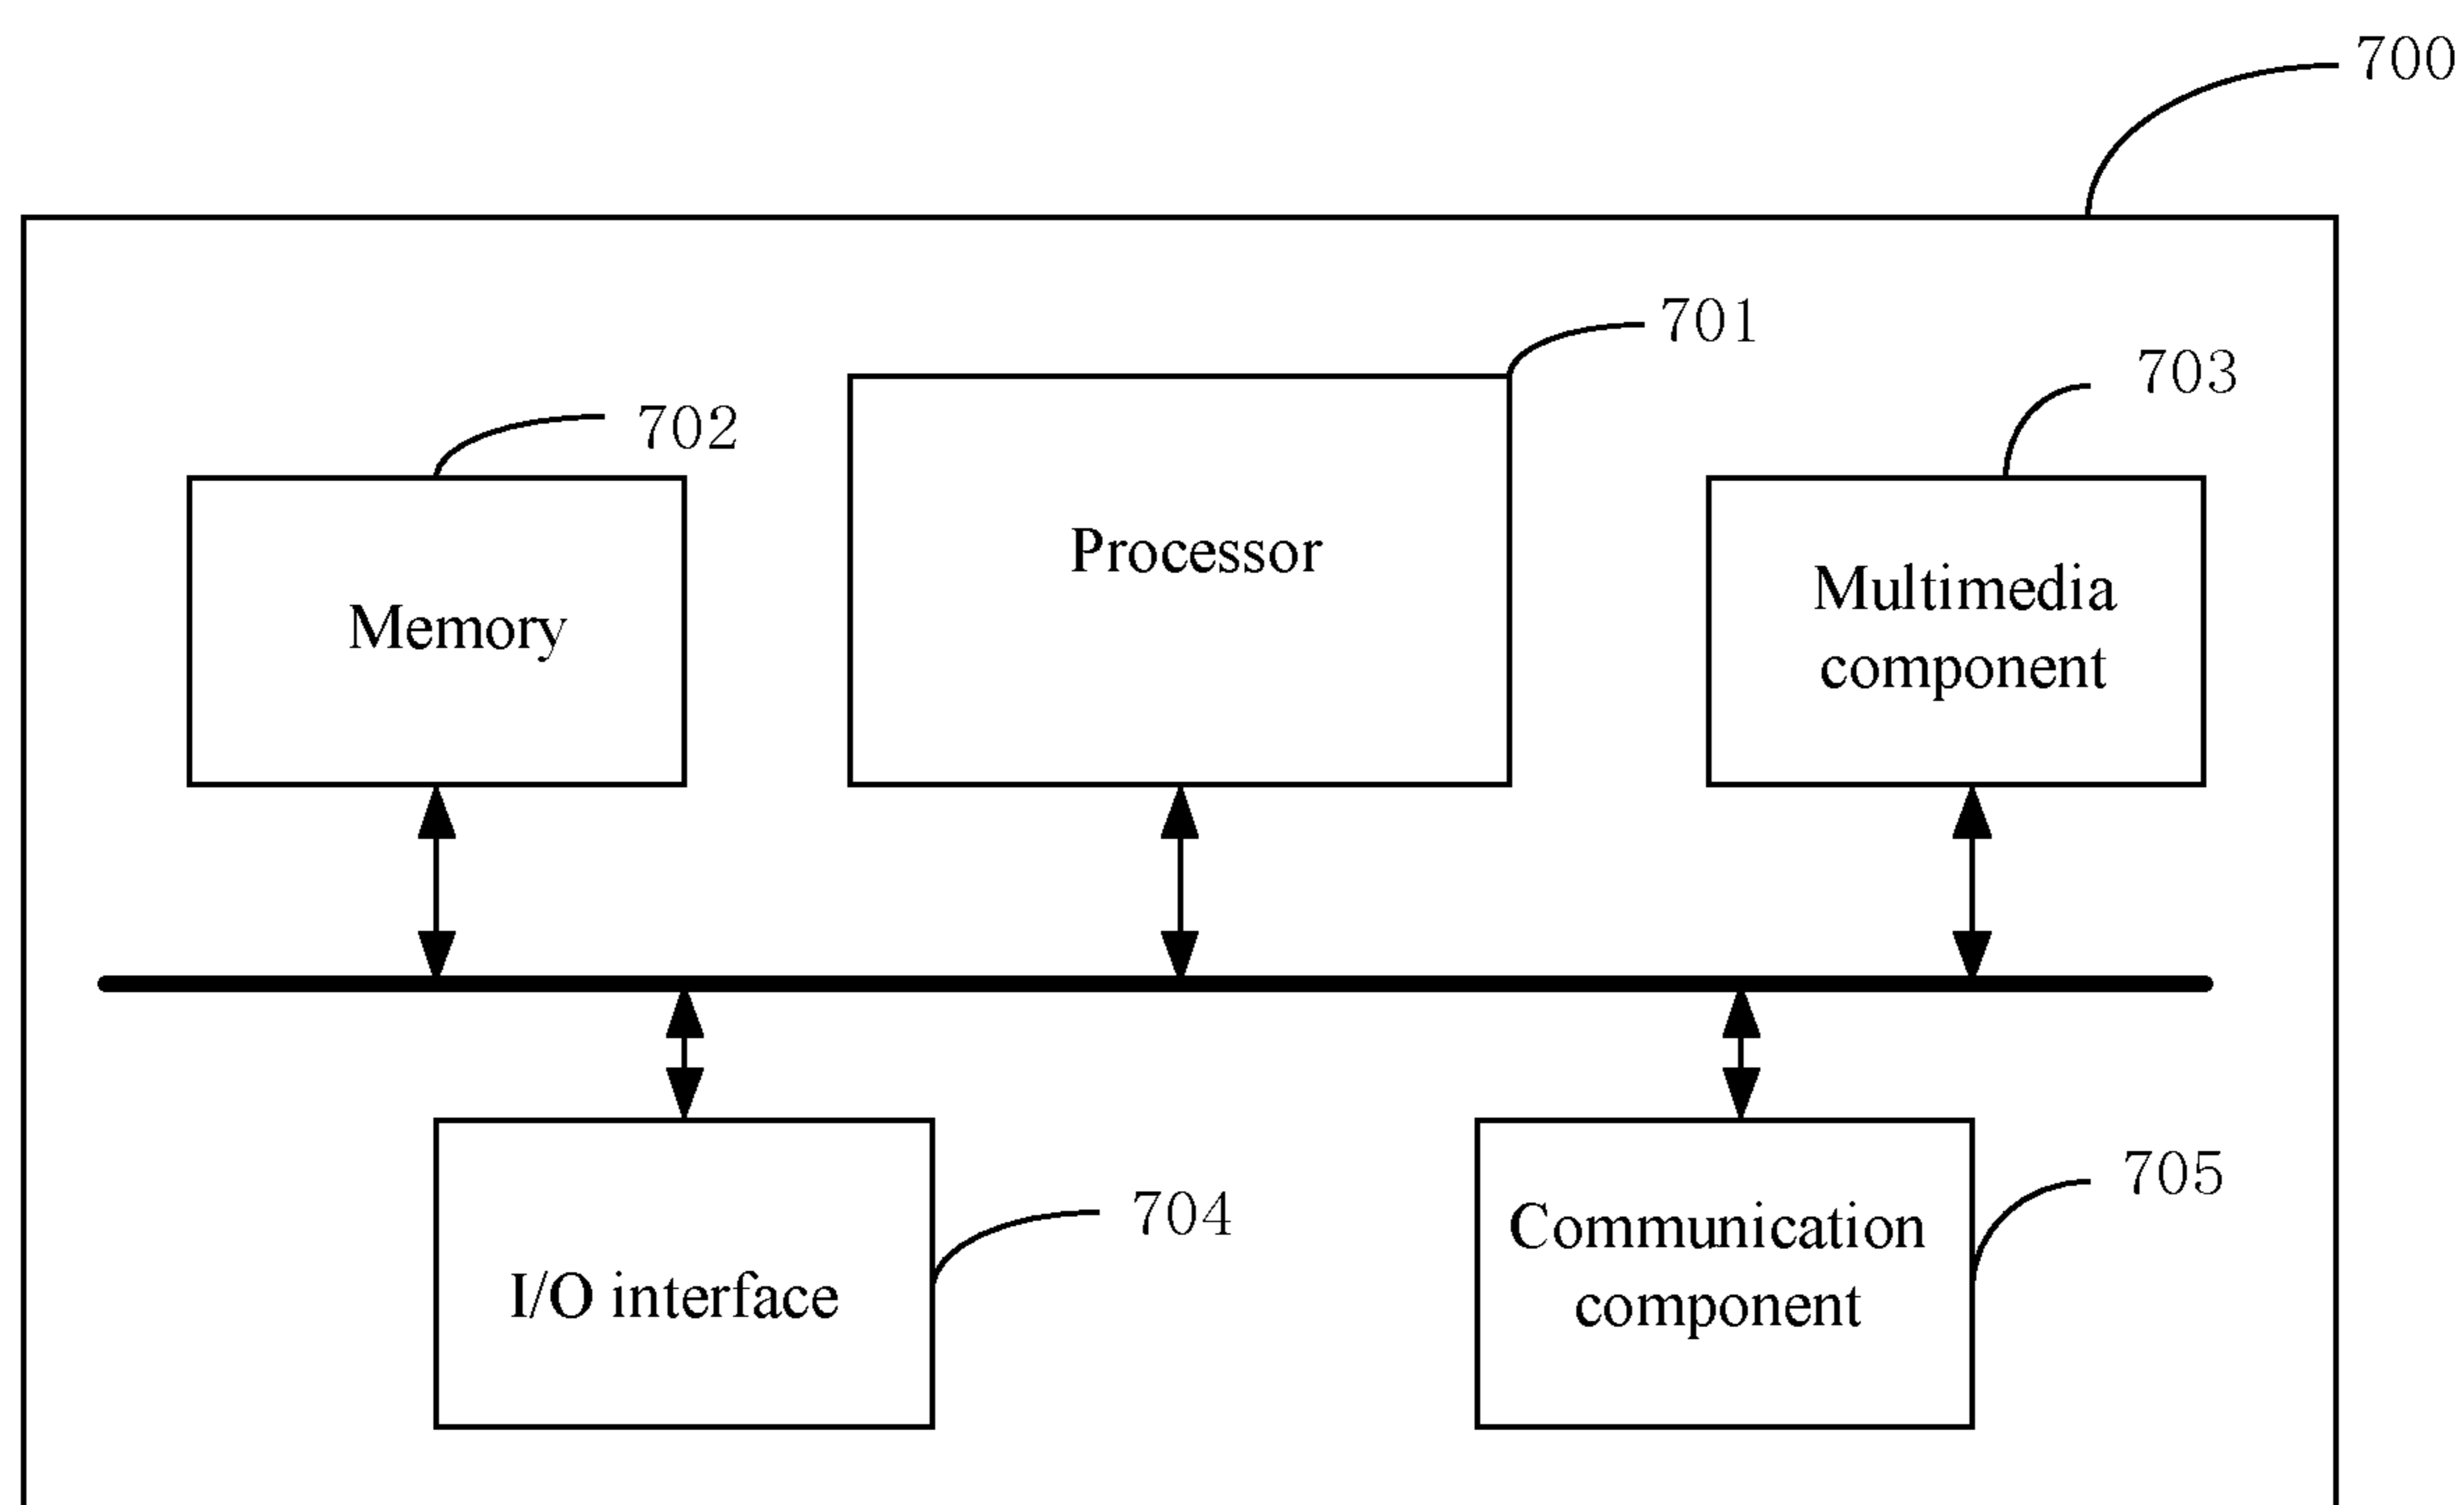 700
701
703
702
Processor
Multimedia
component
Memory
705
704
Communication
component
I/O interface